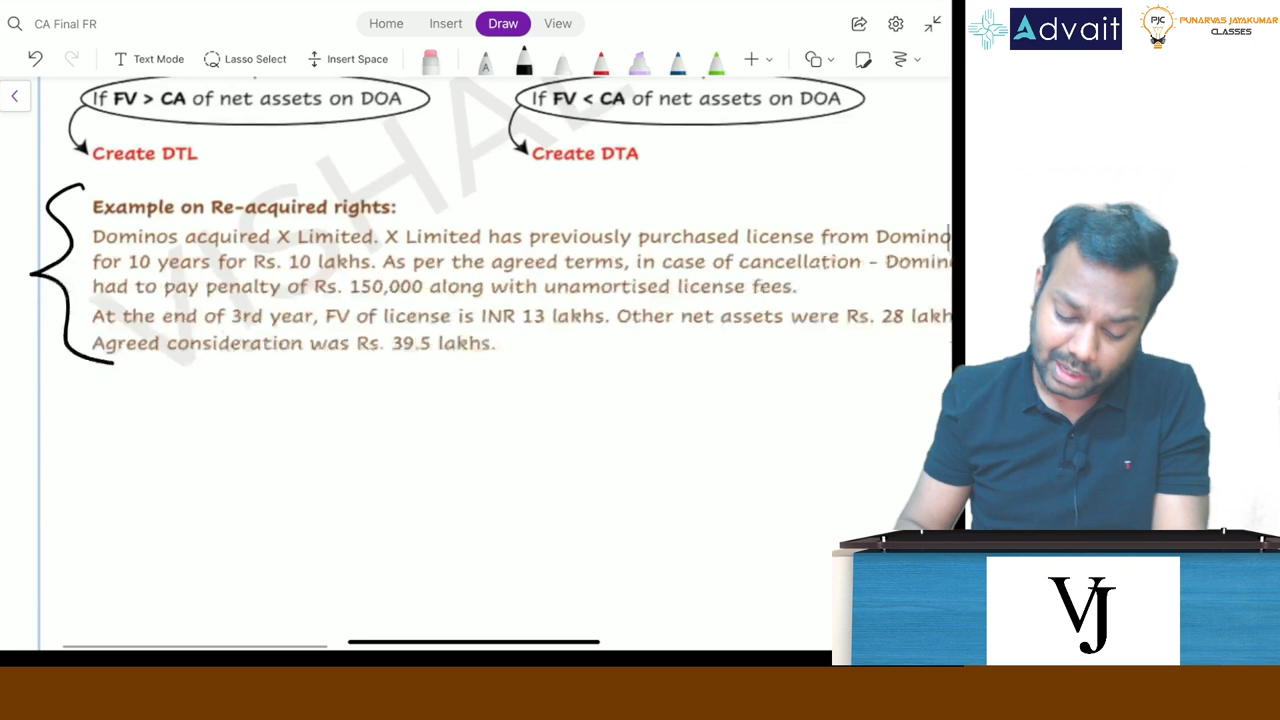 CA Final FR
Home Insert Draw View
Text Mode Lasso Select Insert Space
Advait
PJC PUNARVAS JAYAKUMAR
CLASSES
If FV > CA of net assets on DOA
If FV < CA of net assets on DOA
Create DTL
Create DTA
VISHAL
Example on Re-acquired rights:
Dominos acquired X Limited. X Limited has previously purchased license from Domino
for 10 years for Rs. 10 lakhs. As per the agreed terms, in case of cancellation - Domin
had to pay penalty of Rs. 150,000 along with unamortised license fees.
At the end of 3rd year, FV of license is INR 13 lakhs. Other net assets were Rs. 28 lakh
Agreed consideration was Rs. 39.5 lakhs.
VJ